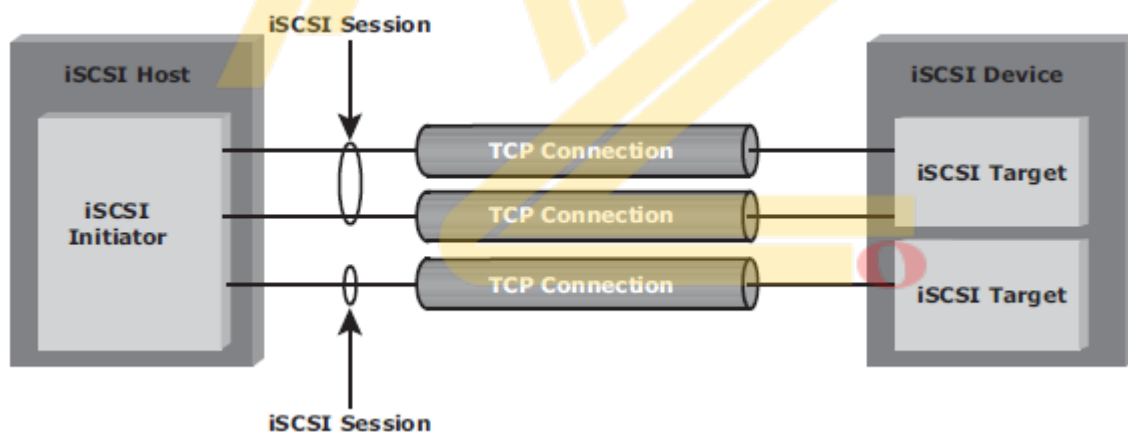 iSCSI Session
iSCSI Host
iSCSI Device
TCP Connection
iSCSI Target
iSCSI
Initiator
TCP Connection
TCP Connection
iSCSI Target
iSCSI Session